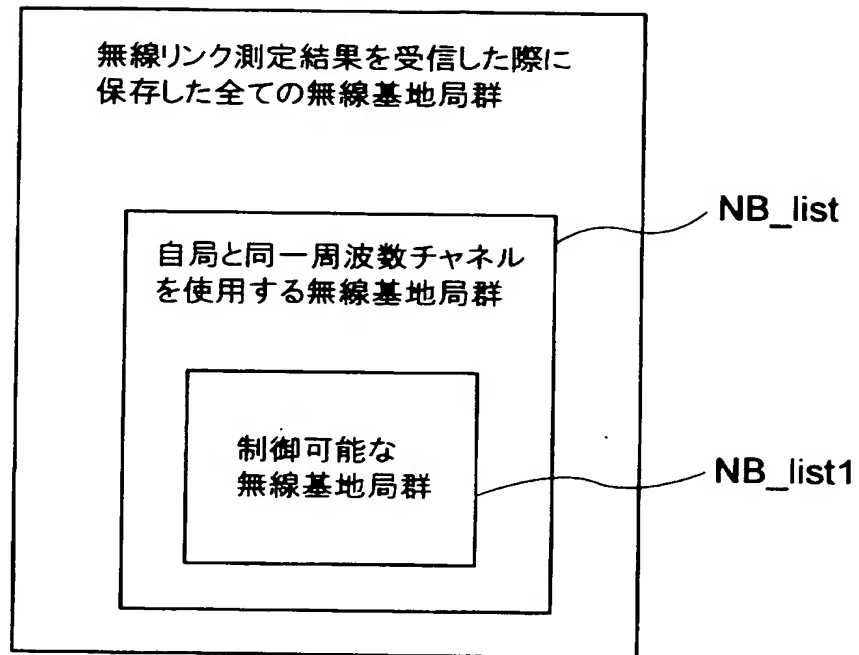 無線リンク測定結果を受信した際に
保存した全ての無線基地局群
NB_list
自局と同一周波数チャネル
を使用する無線基地局群
制御可能な
無線基地局群
NB_list1